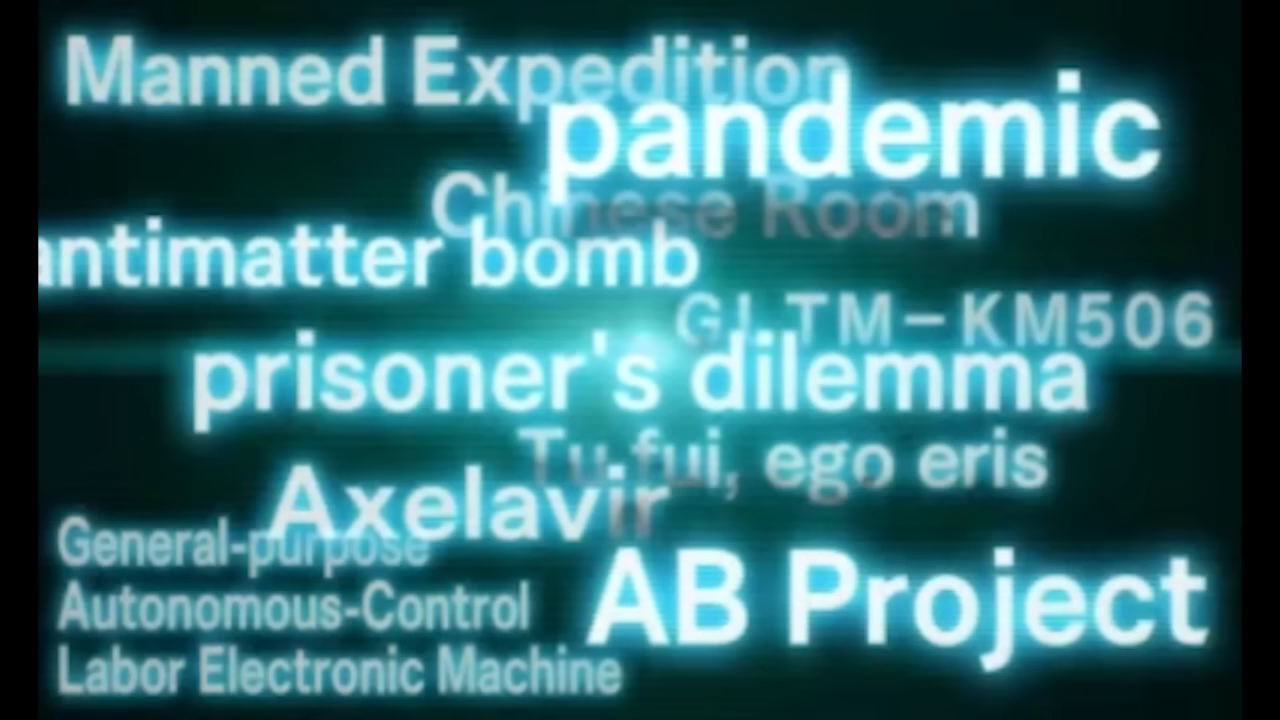 Manned Expedition
pandemic
Chinese Room
antimatter bomb
GLTM-KM506
prisoner's dilemma
Tu fui, ego eris
Axelavir
General-purpose
Autonomous-Control
Labor Electronic Machine
AB Project